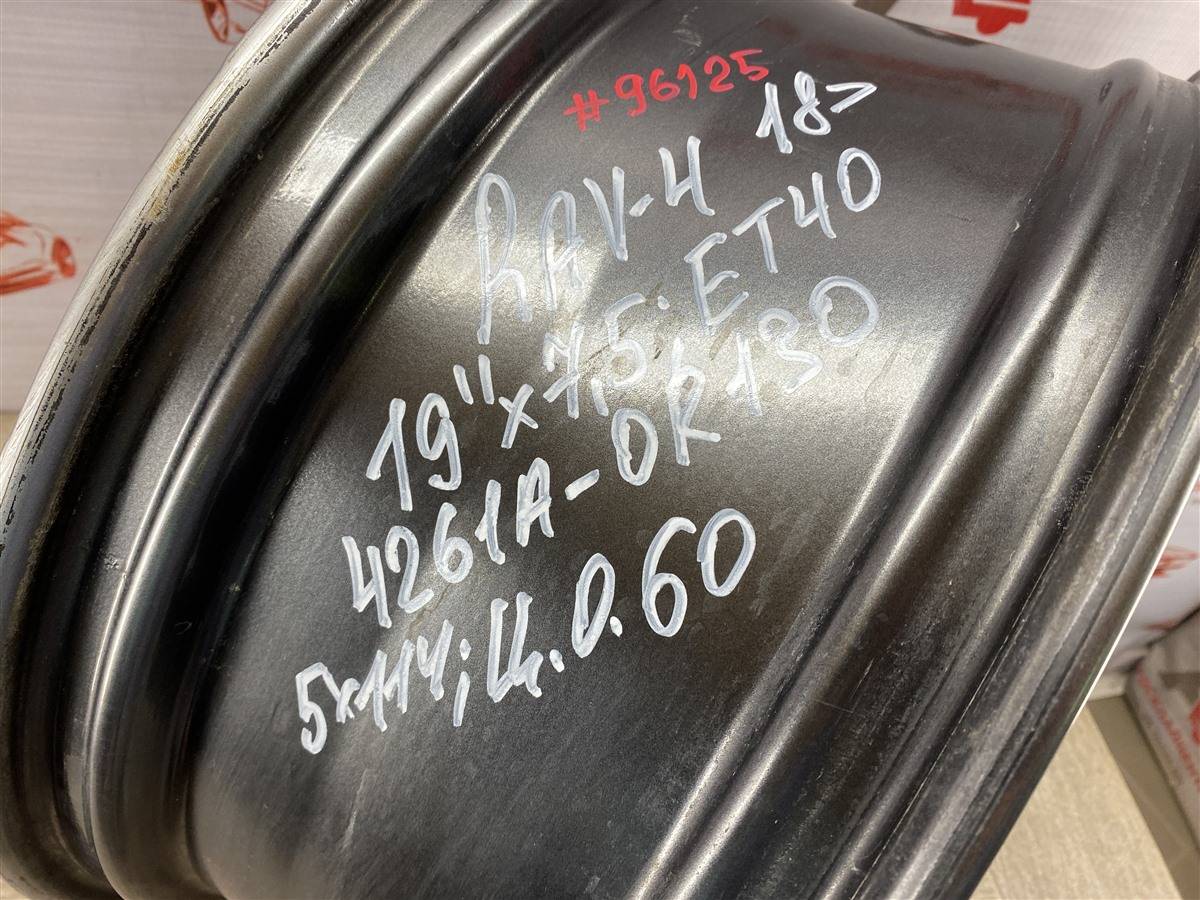 #96125
RAV-4 18>
19"x7,5; ET40
4261A-0R130
5x114; Ц.О.60